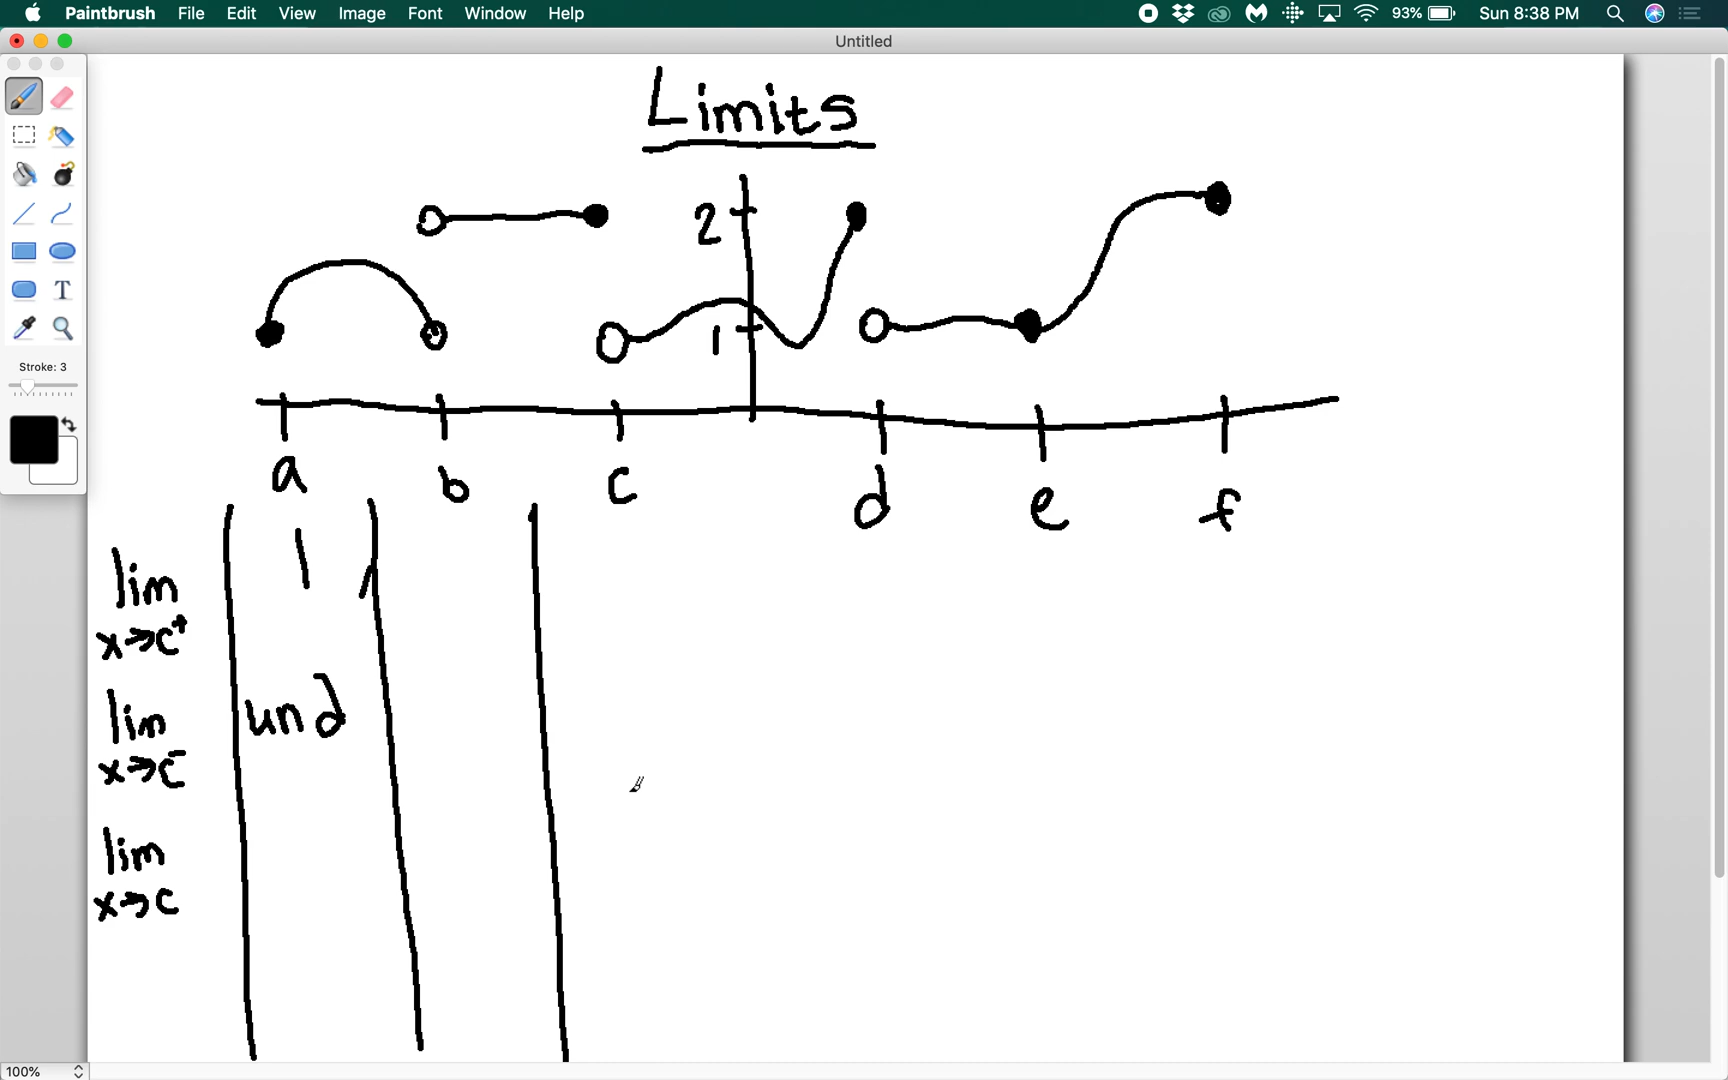 Paintbrush File Edit View Image Font Window Help 93% Sun 8:38 PM
Untitled
Stroke: 3
T
Limits
2
1
a b c d e f
lim 1
x→c⁺
lim und
x→c⁻
lim
x→c
100%